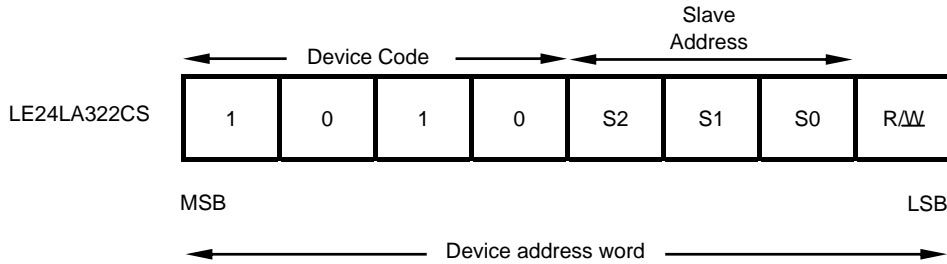 Slave
Address
Device Code
LE24LA322CS 1 0 1 0 S2 S1 S0 R/W
MSB LSB
Device address word